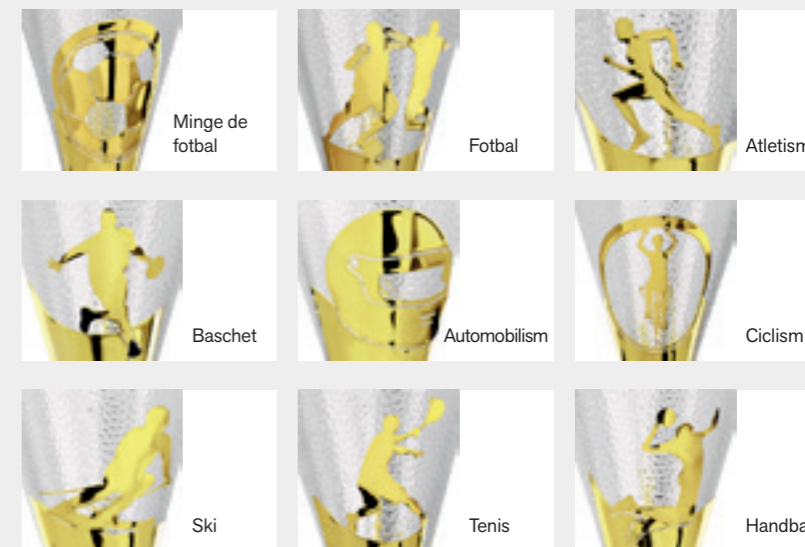 Minge de
fotbal
Fotbal
Atletism
Baschet
Automobilism
Ciclism
Ski
Tenis
Handba